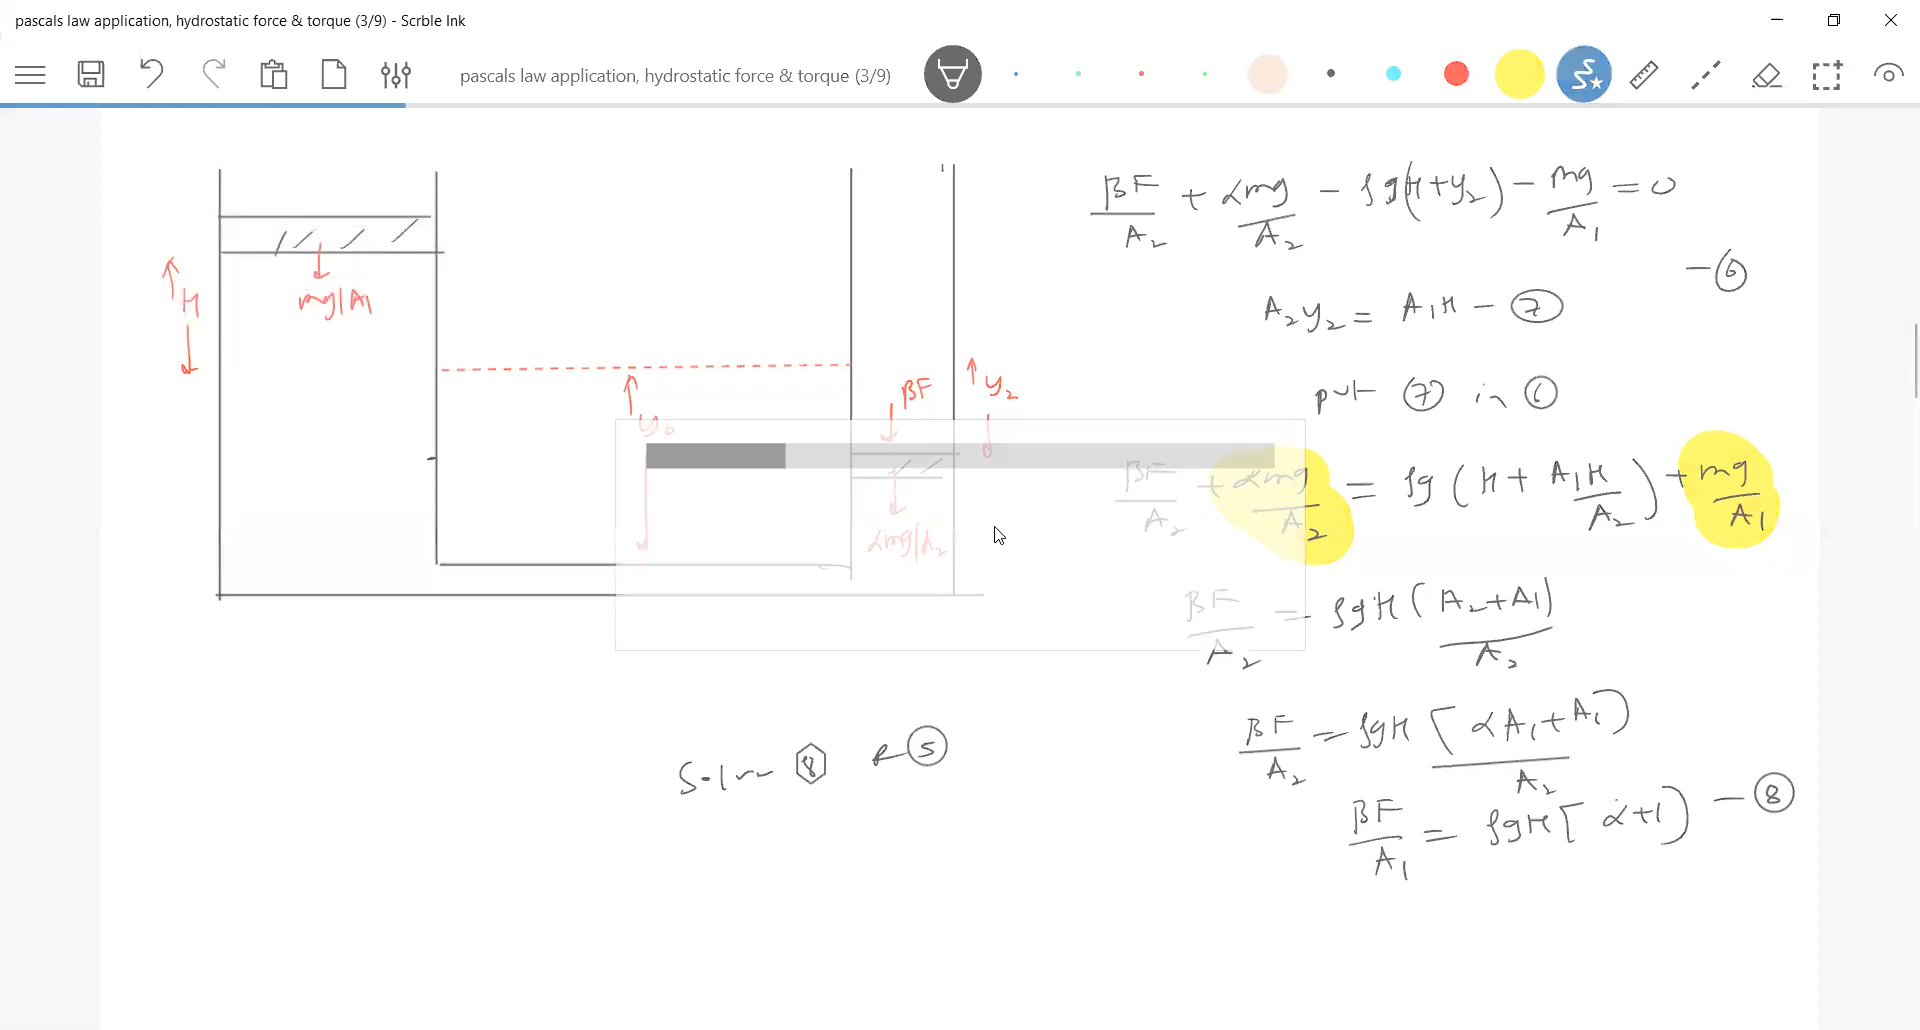 pascals law application, hydrostatic force & torque (3/9) - Scrble Ink
pascals law application, hydrostatic force & torque (3/9)
βF/A₂ + αmg/A₂ - ρg(H+y₂) - mg/A₁ = 0
- ⑥
H
mg/A₁
A₂y₂ = A₁H - ⑦
y₀
βF
y₂
put ⑦ in ⑥
αmg/A₂
βF/A₂ + αmg/A₂ = ρg(H + A₁H/A₂) + mg/A₁
βF/A₂ = ρgH(A₂+A₁)/A₂
βF/A₂ = ρgH[αA₁+A₁)/A₂
Solve ⑧ & ⑤
βF/A₁ = ρgH[α+1) - ⑧